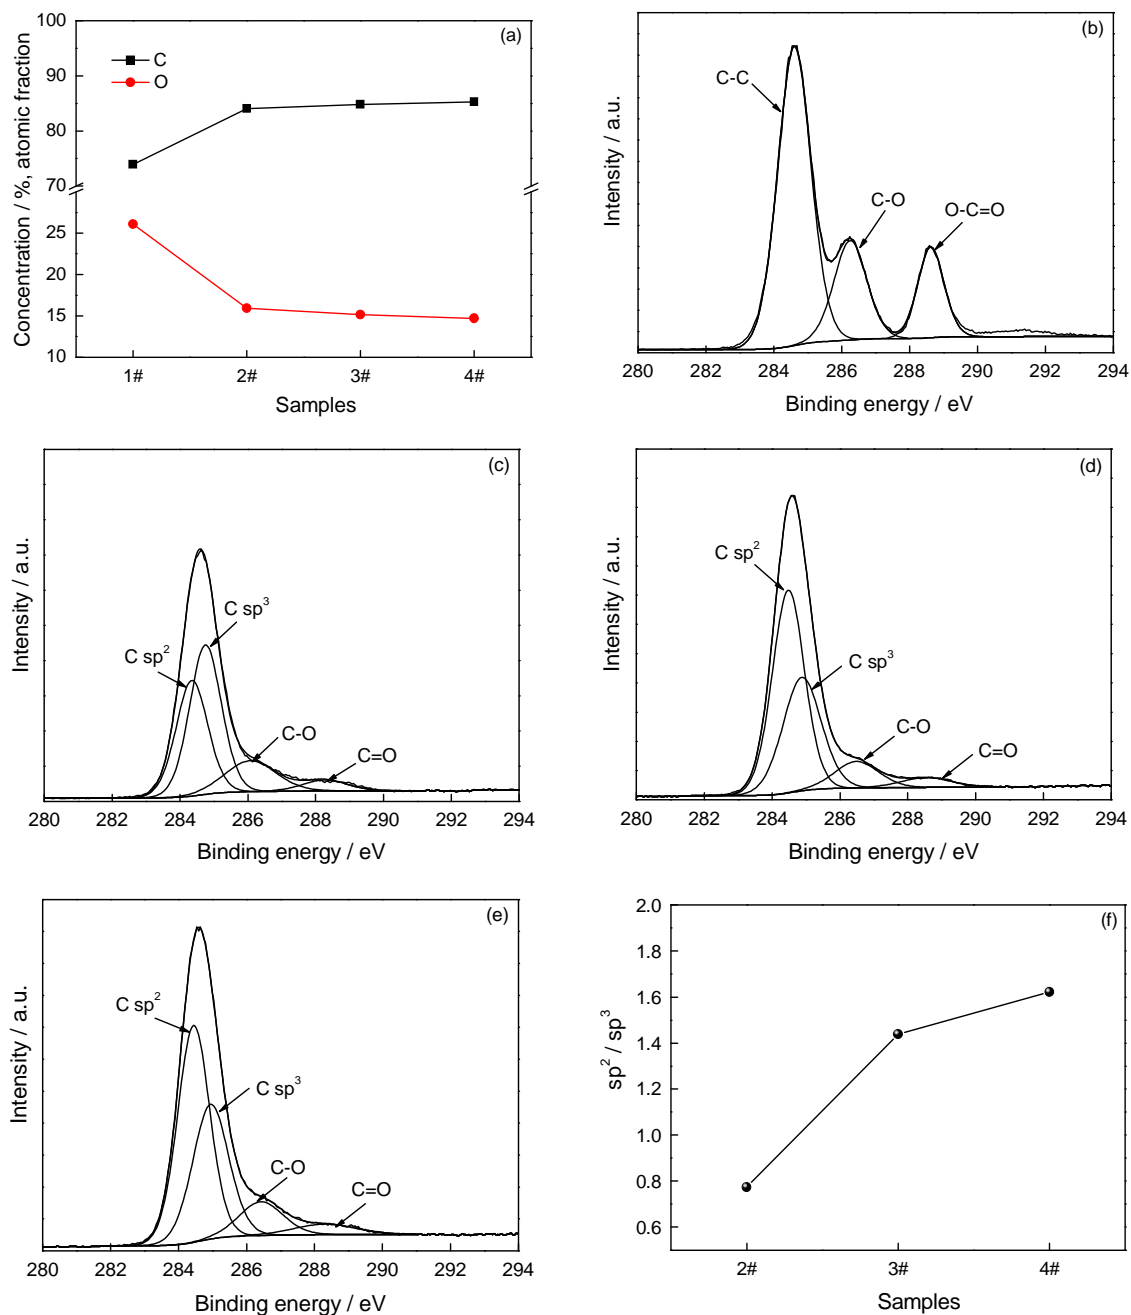 (a)
C
O
Concentration / %, atomic fraction
100
90
80
70
25
20
15
10
1#
2#
3#
4#
Samples
(b)
C-C
C-O
O-C=O
Intensity / a.u.
280 282 284 286 288 290 292 294
Binding energy / eV
(c)
C sp³
C sp²
C-O
C=O
Intensity / a.u.
280 282 284 286 288 290 292 294
Binding energy / eV
(d)
C sp²
C sp³
C-O
C=O
Intensity / a.u.
280 282 284 286 288 290 292 294
Binding energy / eV
(e)
C sp²
C sp³
C-O
C=O
Intensity / a.u.
280 282 284 286 288 290 292 294
Binding energy / eV
(f)
sp² / sp³
2.0
1.8
1.6
1.4
1.2
1.0
0.8
0.6
2#
3#
4#
Samples